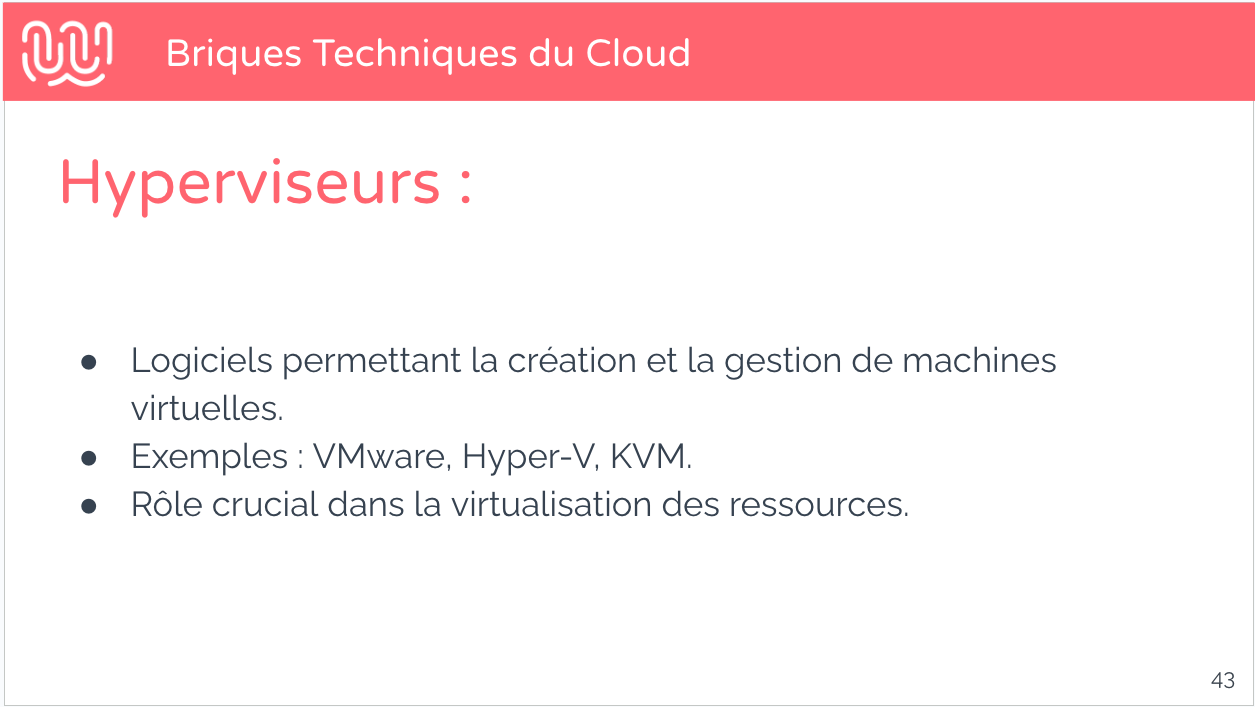 Briques Techniques du Cloud
Hyperviseurs :
● Logiciels permettant la création et la gestion de machines
virtuelles.
● Exemples : VMware, Hyper-V, KVM.
● Rôle crucial dans la virtualisation des ressources.
43